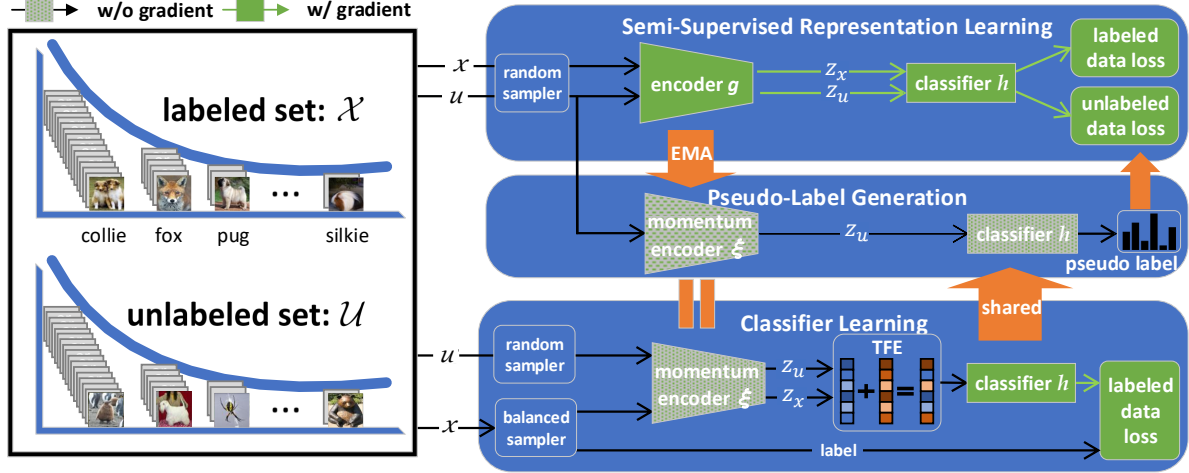 w/o gradient
w/ gradient
labeled set: 𝒳
collie
fox
pug
silkie
unlabeled set: 𝒰
x
u
u
x
Semi-Supervised Representation Learning
random
sampler
encoder g
z_x
z_u
classifier h
labeled
data loss
unlabeled
data loss
EMA
Pseudo-Label Generation
momentum
encoder ξ
z_u
classifier h
pseudo label
shared
Classifier Learning
random
sampler
balanced
sampler
momentum
encoder ξ
z_u
z_x
TFE
+
=
classifier h
label
labeled
data
loss